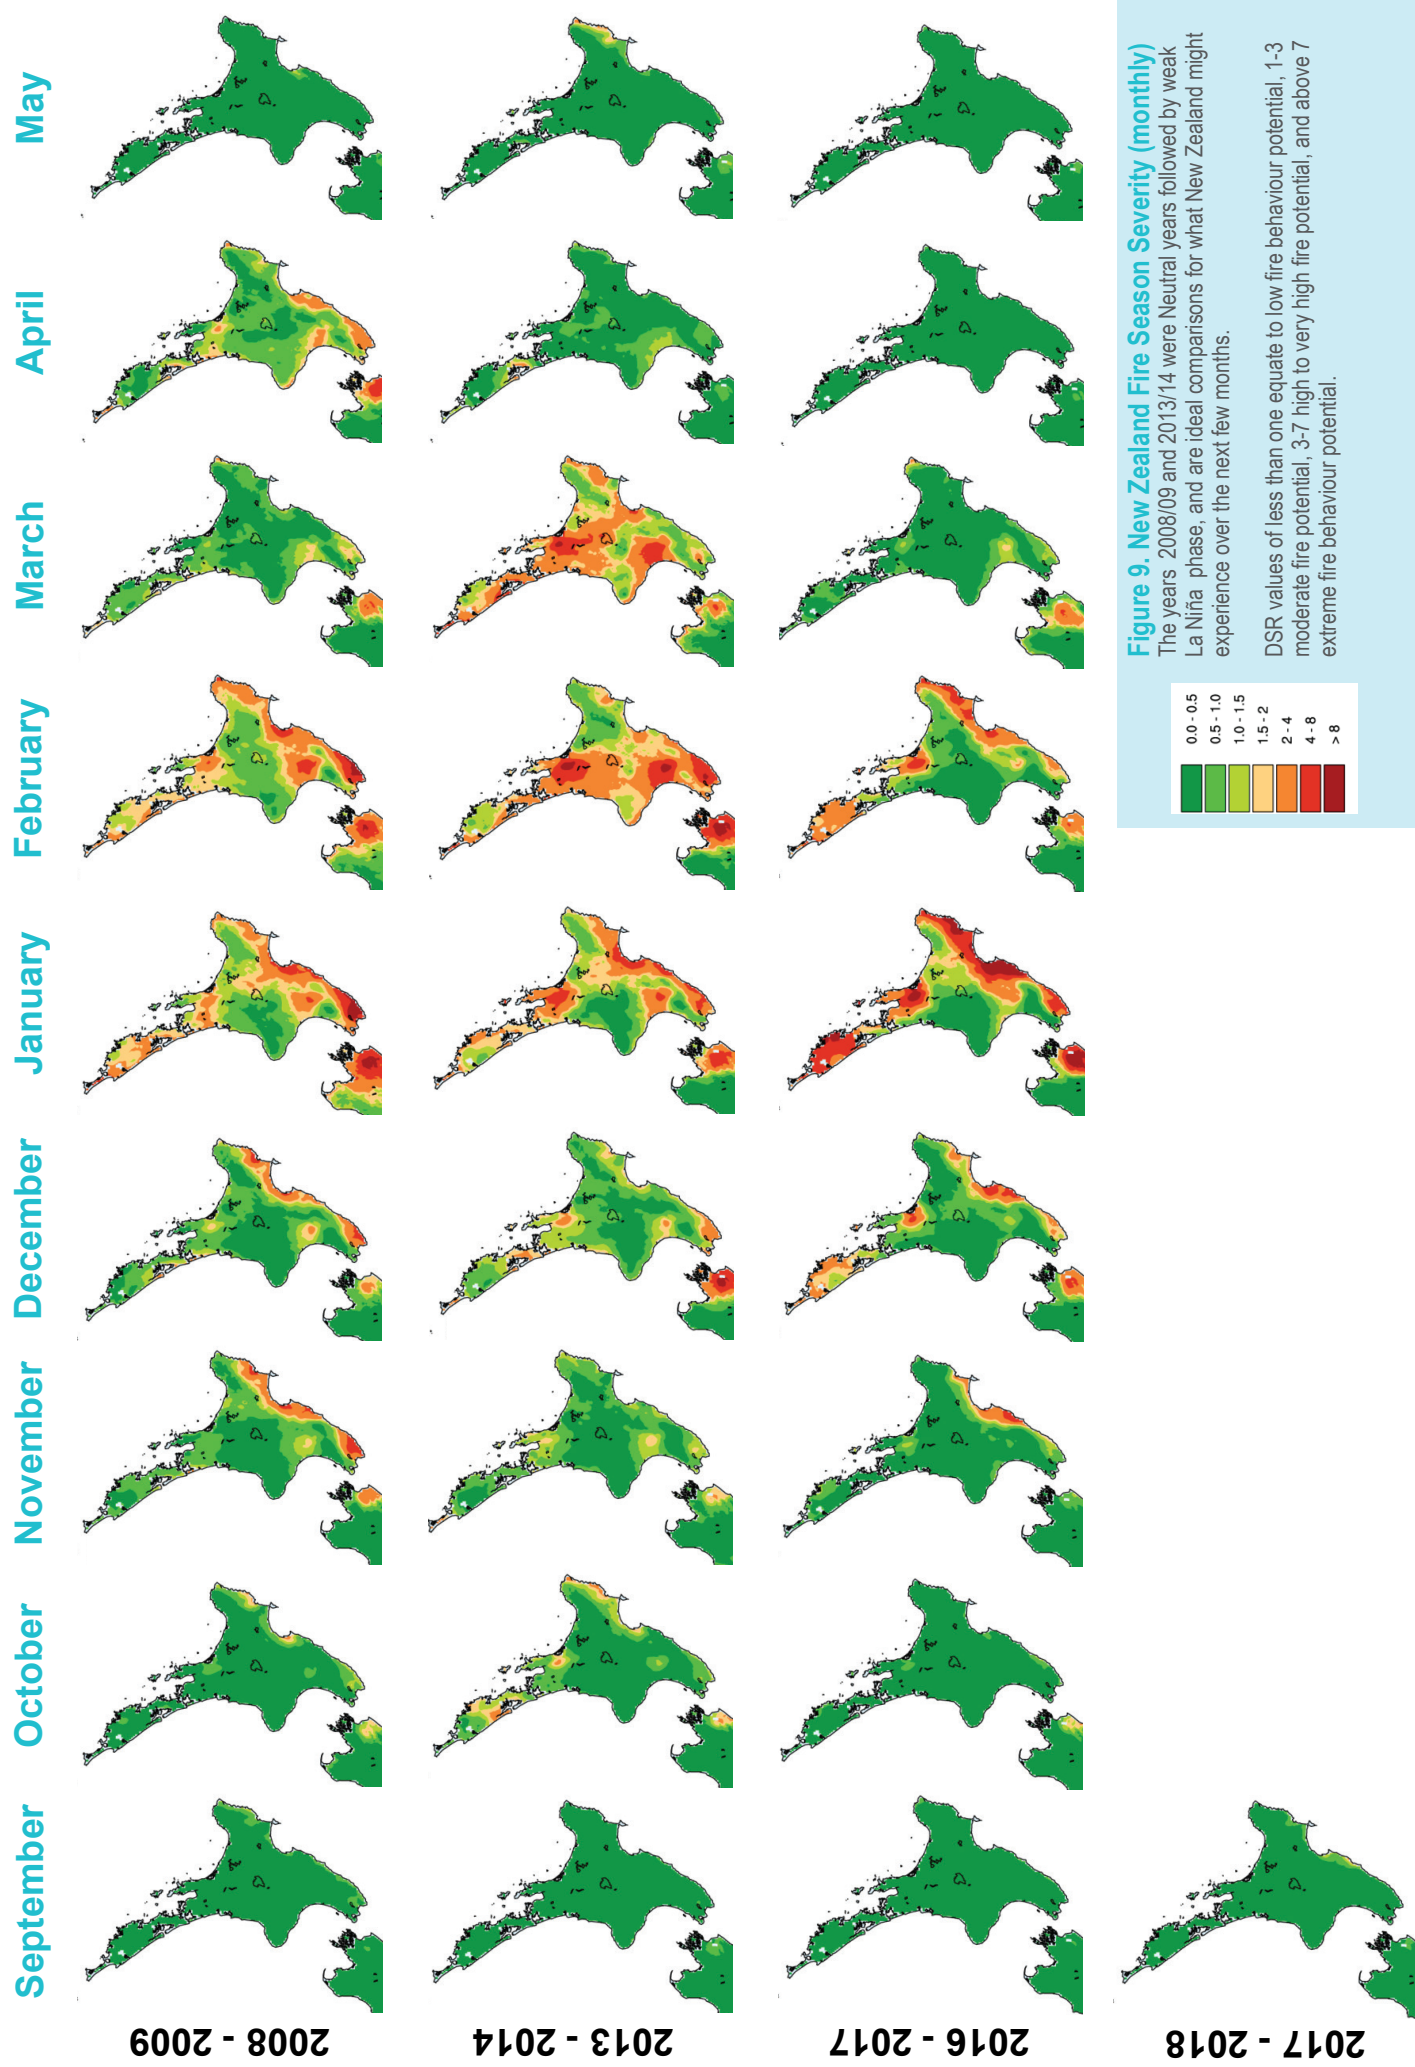 September
October
November
December
January
February
March
April
May
2008 - 2009
2013 - 2014
2016 - 2017
2017 - 2018
0.0 - 0.5
0.5 - 1.0
1.0 - 1.5
1.5 - 2
2 - 4
4 - 8
> 8
Figure 9. New Zealand Fire Season Severity (monthly)
The years 2008/09 and 2013/14 were Neutral years followed by weak
La Niña phase, and are ideal comparisons for what New Zealand might
experience over the next few months.
DSR values of less than one equate to low fire behaviour potential, 1-3
moderate fire potential, 3-7 high to very high fire potential, and above 7
extreme fire behaviour potential.